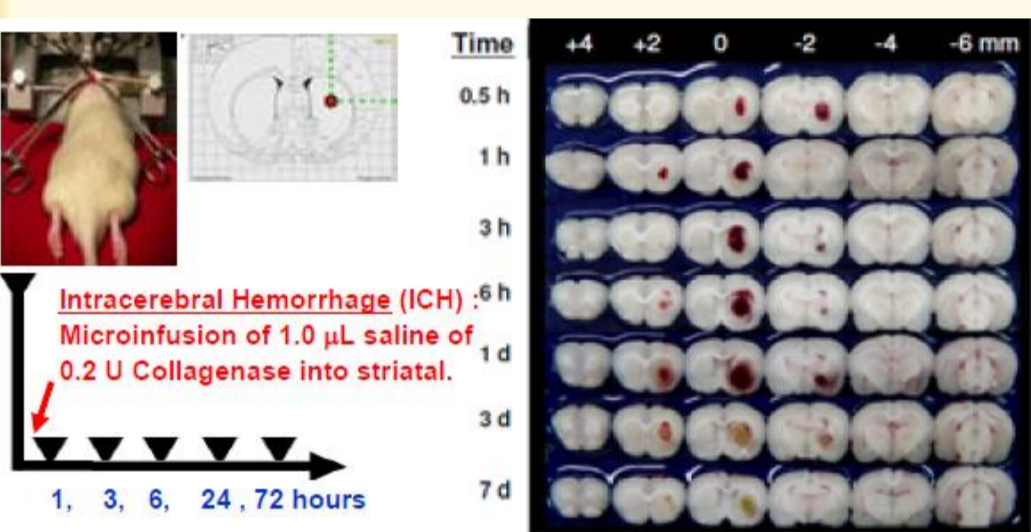 Time
+4 +2 0 -2 -4 -6 mm
0.5 h
1 h
3 h
6 h
1 d
3 d
7 d
Intracerebral Hemorrhage (ICH) :
Microinfusion of 1.0 µL saline of
0.2 U Collagenase into striatal.
1, 3, 6, 24 , 72 hours